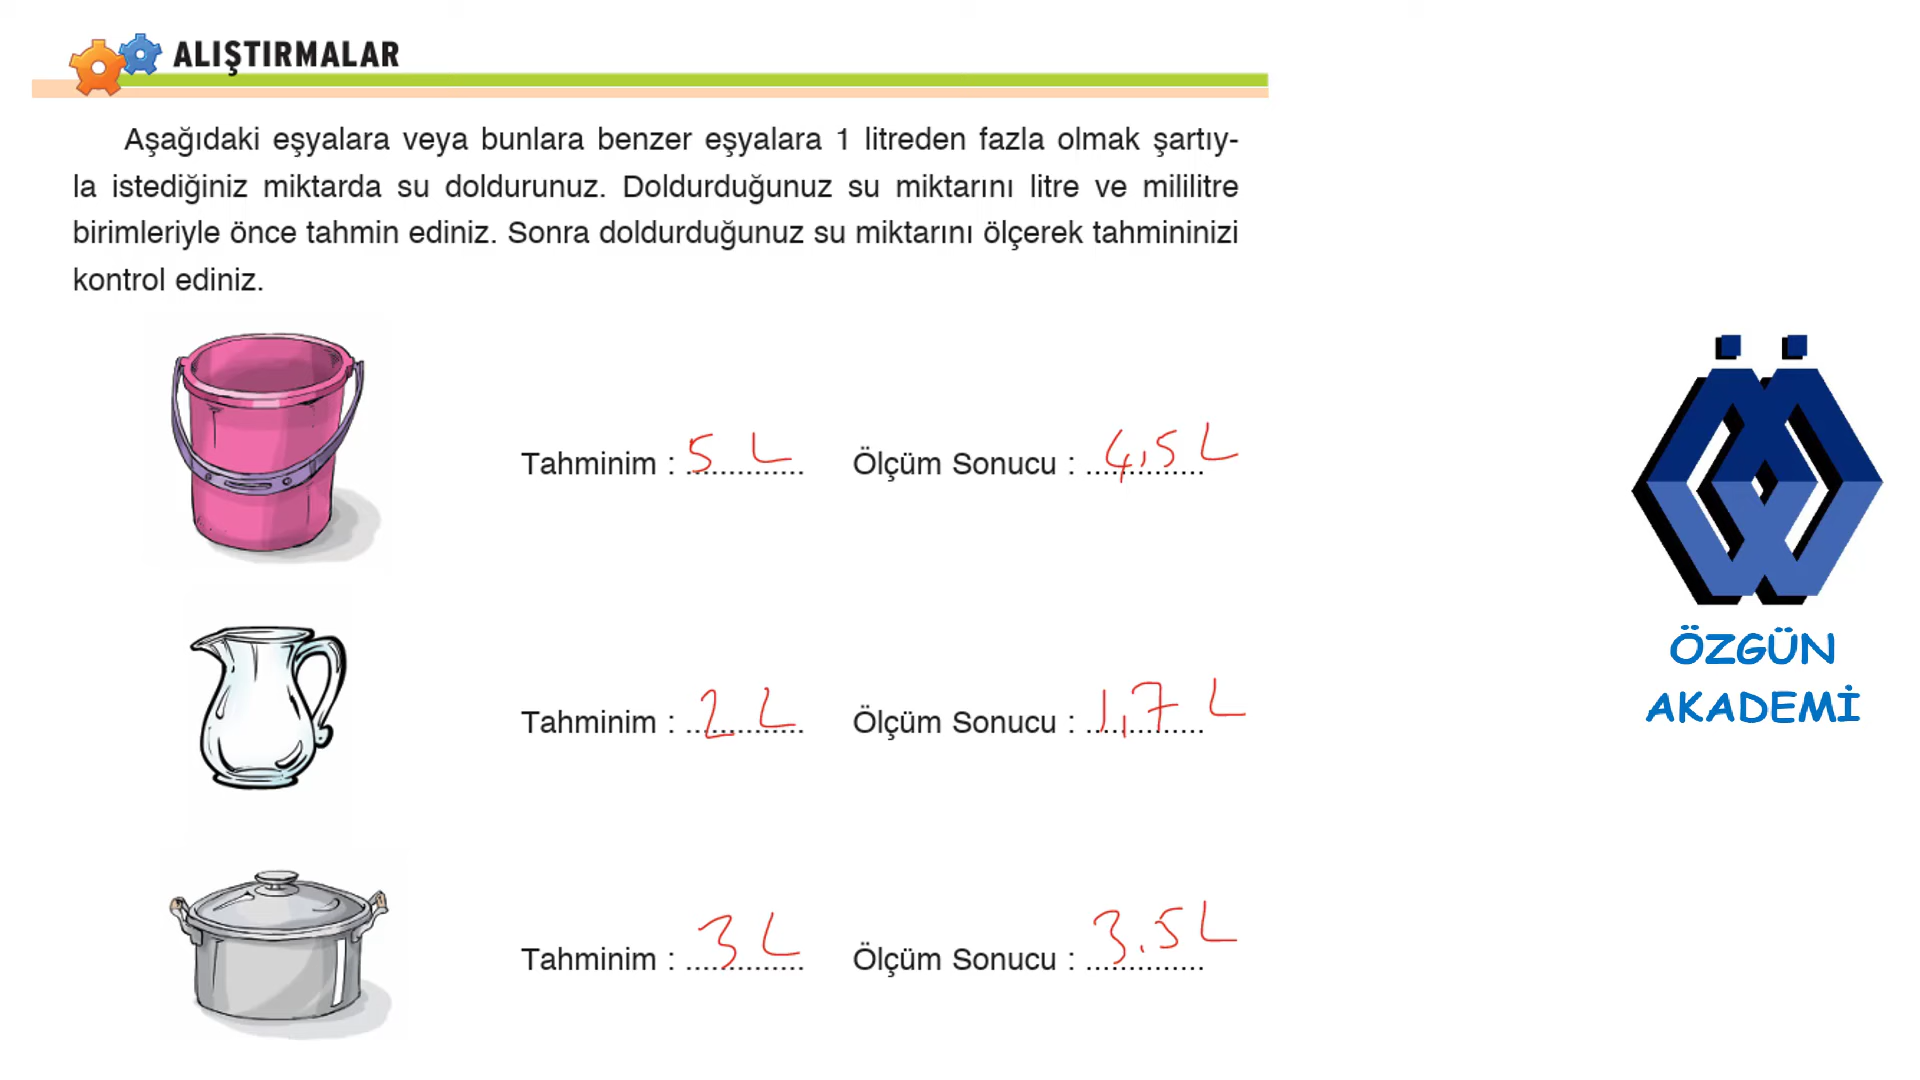 ALIŞTIRMALAR
Aşağıdaki eşyalara veya bunlara benzer eşyalara 1 litreden fazla olmak şartıy-
la istediğiniz miktarda su doldurunuz. Doldurduğunuz su miktarını litre ve mililitre
birimleriyle önce tahmin ediniz. Sonra doldurduğunuz su miktarını ölçerek tahmininizi
kontrol ediniz.
Tahminim : 5 L Ölçüm Sonucu : 4,5 L
Tahminim : 2 L Ölçüm Sonucu : 1,7 L
Tahminim : 3 L Ölçüm Sonucu : 3.5 L
ÖZGÜN
AKADEMİ